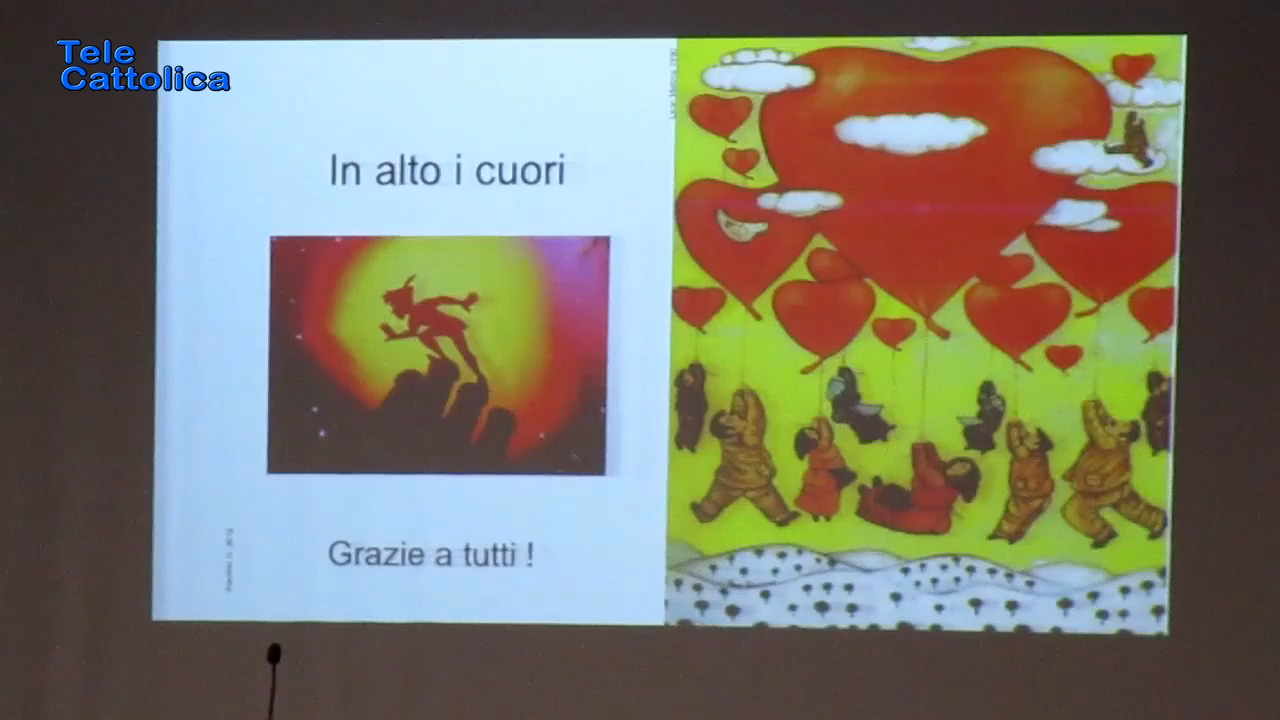 Tele
Cattolica
In alto i cuori
Grazie a tutti !